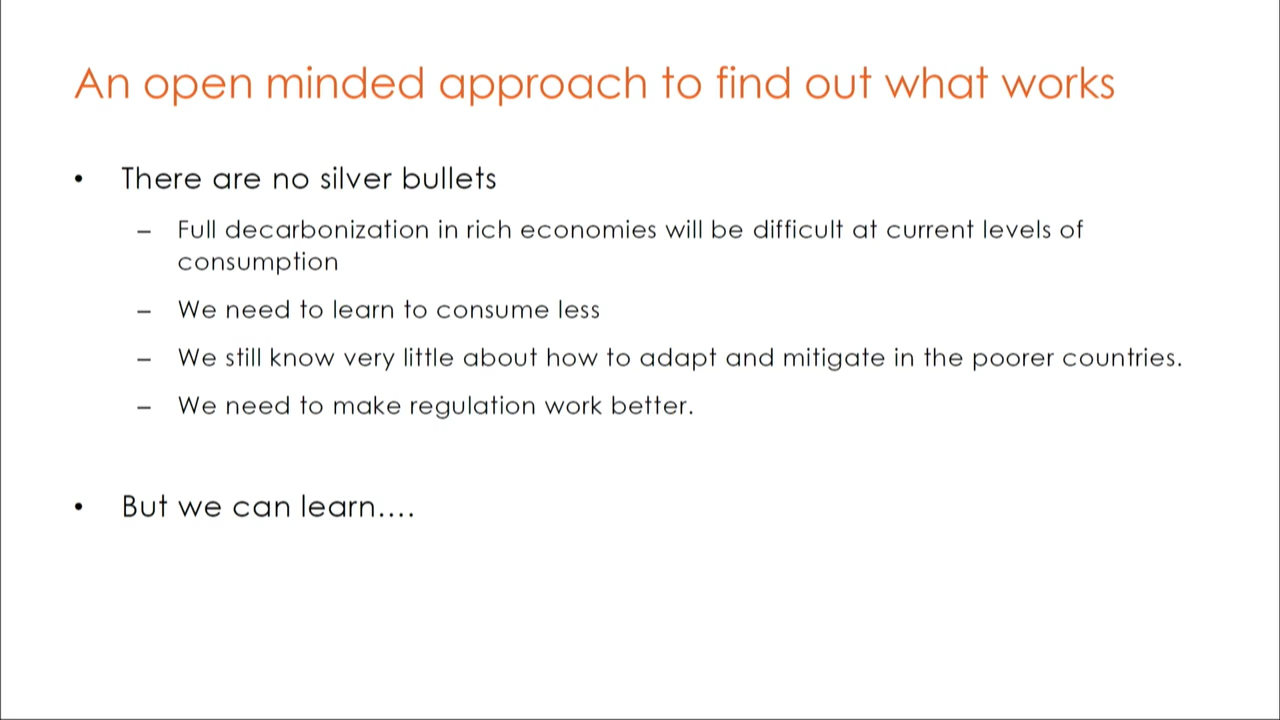 An open minded approach to find out what works
• There are no silver bullets
– Full decarbonization in rich economies will be difficult at current levels of
consumption
– We need to learn to consume less
– We still know very little about how to adapt and mitigate in the poorer countries.
– We need to make regulation work better.
• But we can learn....